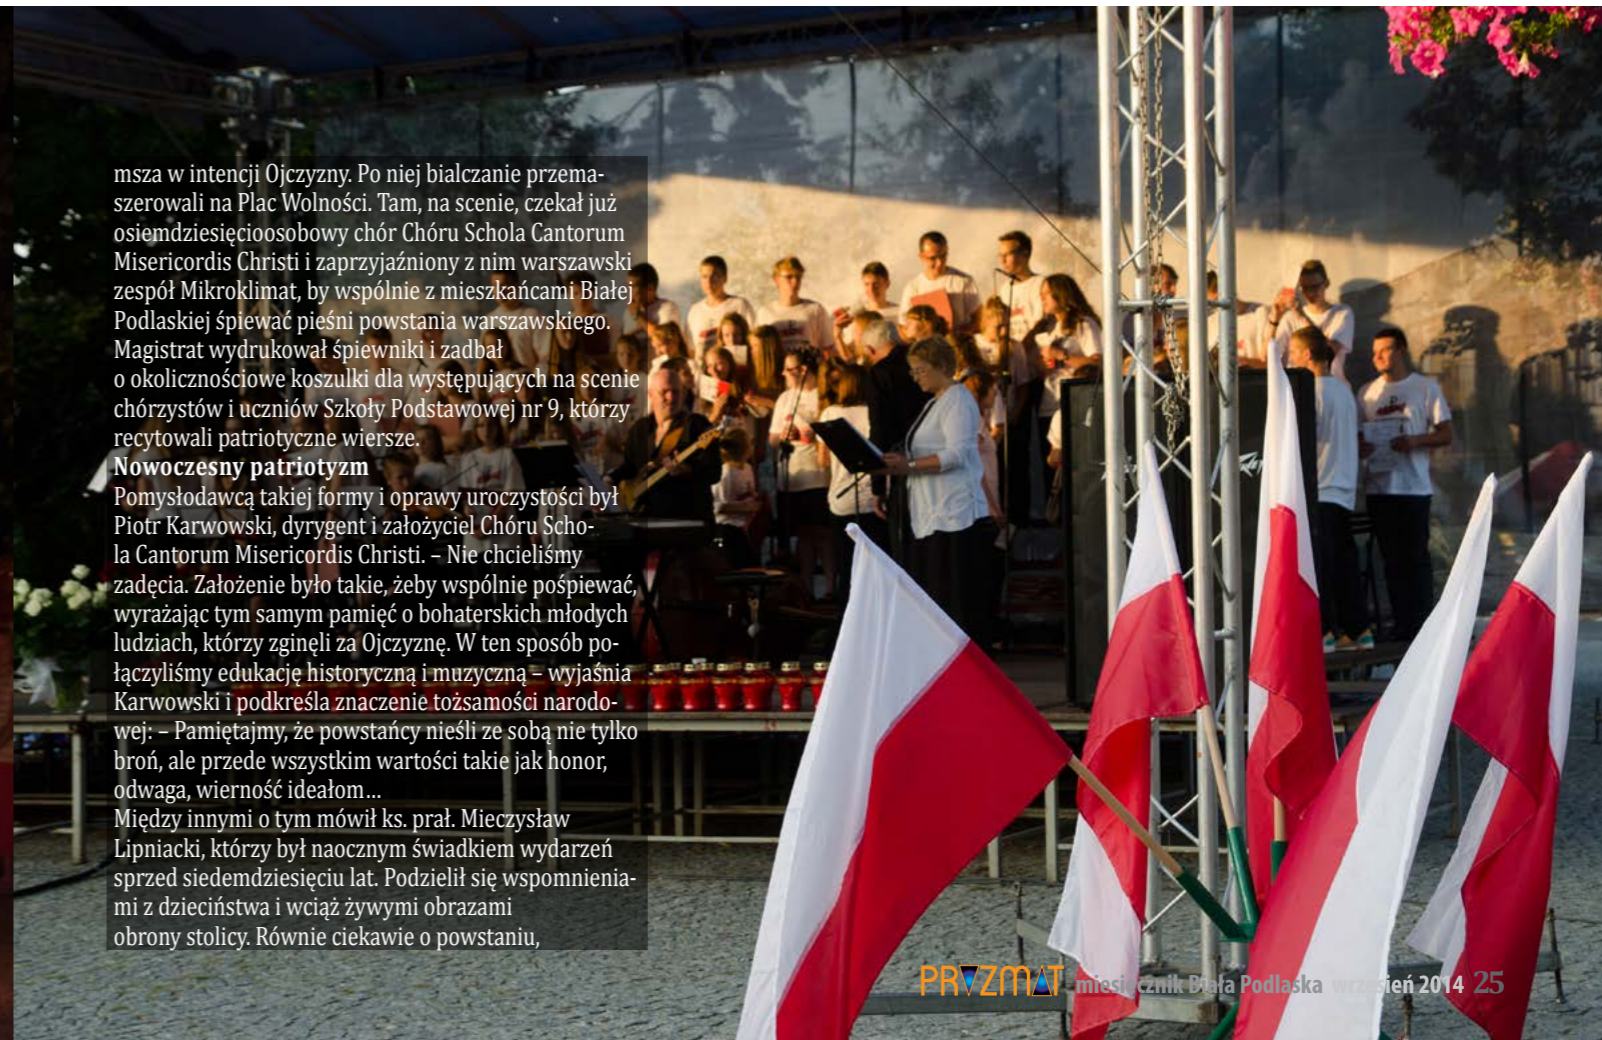 msza w intencji Ojczyzny. Po niej bialczanie przema-
szerowali na Plac Wolności. Tam, na scenie, czekał już
osiemdziesięcioosobowy chór Chóru Schola Cantorum
Misericordis Christi i zaprzyjaźniony z nim warszawski
zespół Mikroklimat, by wspólnie z mieszkańcami Białej
Podlaskiej śpiewać pieśni powstania warszawskiego.
Magistrat wydrukował śpiewniki i zadbał
o okolicznościowe koszulki dla występujących na scenie
chórzystów i uczniów Szkoły Podstawowej nr 9, którzy
recytowali patriotyczne wiersze.
Nowoczesny patriotyzm
Pomysłodawcą takiej formy i oprawy uroczystości był
Piotr Karwowski, dyrygent i założyciel Chóru Scho-
la Cantorum Misericordis Christi. – Nie chcieliśmy
zadęcia. Założenie było takie, żeby wspólnie pośpiewać,
wyrażając tym samym pamięć o bohaterskich młodych
ludziach, którzy zginęli za Ojczyznę. W ten sposób po-
łączyliśmy edukację historyczną i muzyczną – wyjaśnia
Karwowski i podkreśla znaczenie tożsamości narodo-
wej: – Pamiętajmy, że powstańcy nieśli ze sobą nie tylko
broń, ale przede wszystkim wartości takie jak honor,
odwaga, wierność ideałom…
Między innymi o tym mówił ks. prał. Mieczysław
Lipniacki, którzy był naocznym świadkiem wydarzeń
sprzed siedemdziesięciu lat. Podzielił się wspomnienia-
mi z dzieciństwa i wciąż żywymi obrazami
obrony stolicy. Równie ciekawie o powstaniu,
PRYZMAT miesięcznik Biała Podlaska wrzesień 2014 25